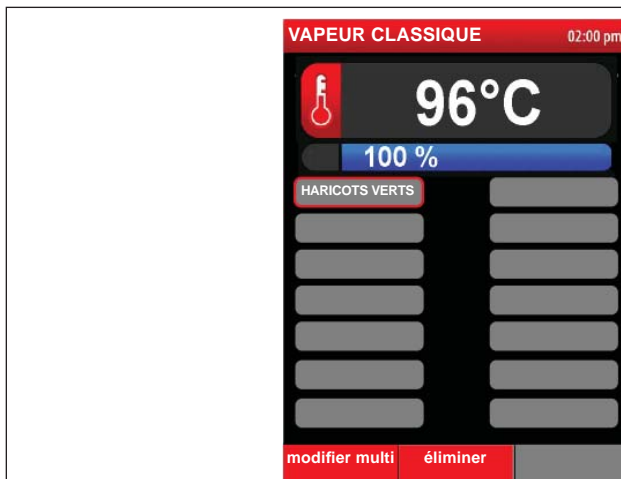 VAPEUR CLASSIQUE 02:00 pm
96°C
100 %
HARICOTS VERTS
modifier multi éliminer